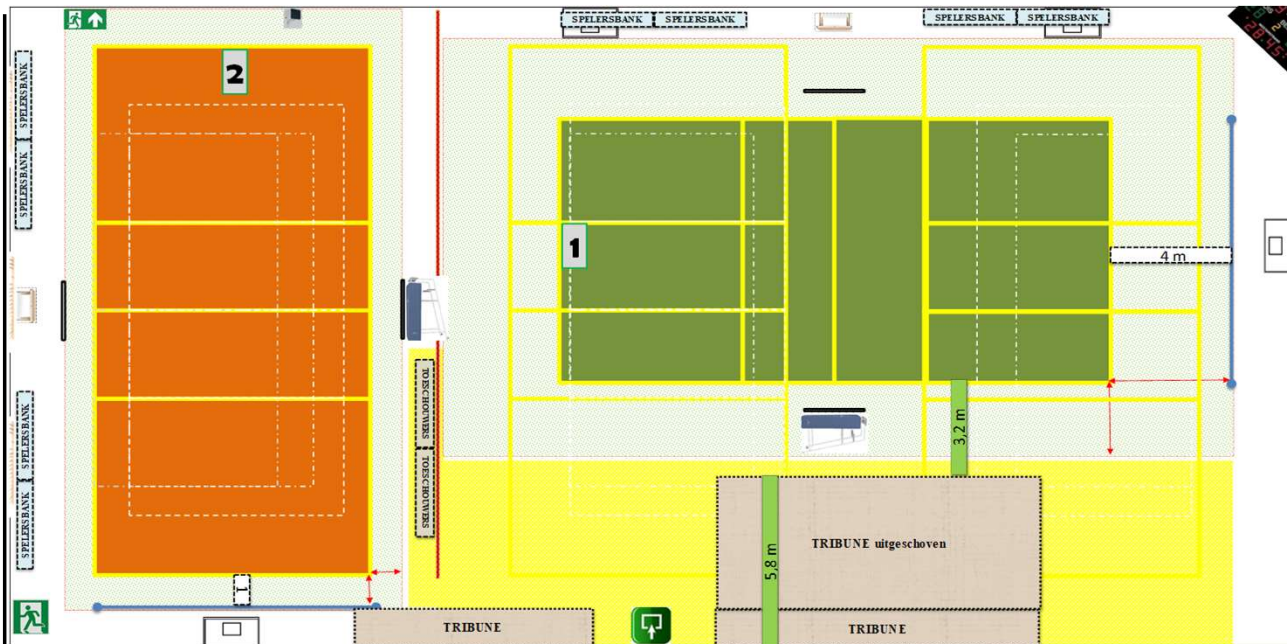 SPELERSBANK SPELERSBANK
SPELERSBANK SPELERSBANK
2
SPELERSBANK
SPELERSBANK
1
4 m
TOESCHOUWERS
TOESCHOUWERS
SPELERSBANK
SPELERSBANK
3,2 m
5,8 m
TRIBUNE uitgeschoven
1
TRIBUNE
TRIBUNE